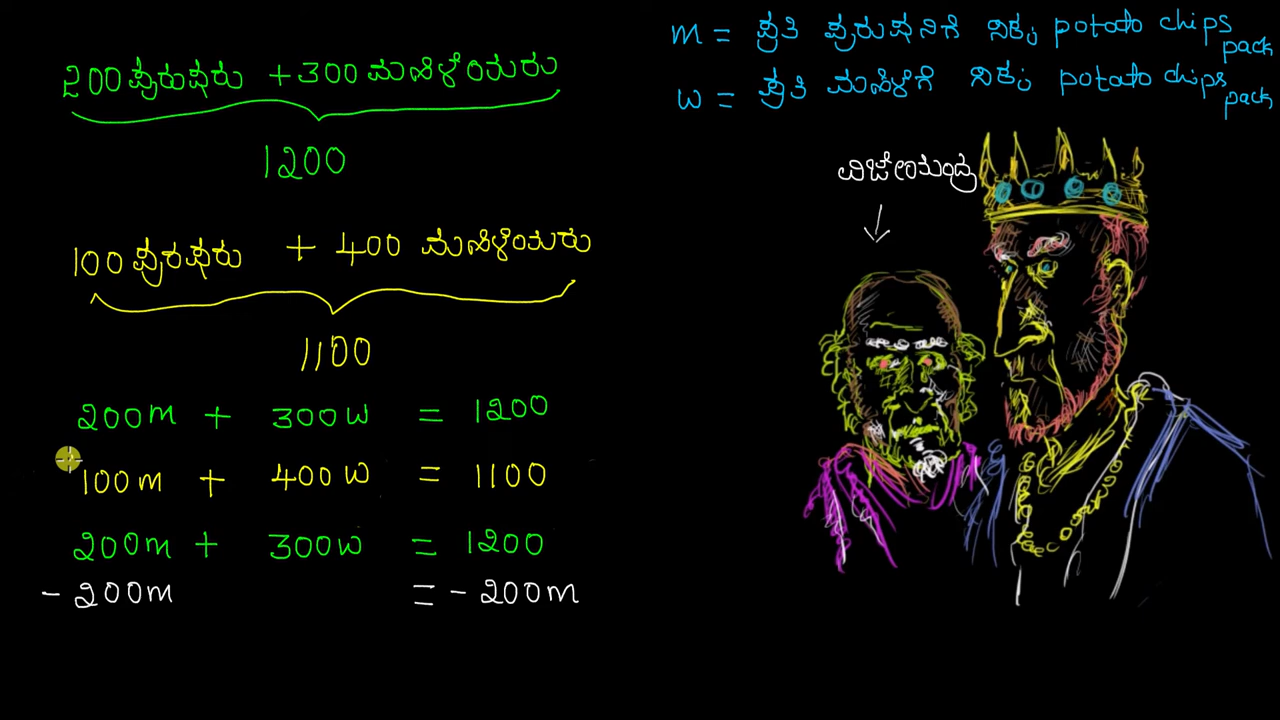 200 ಪುರುಷರು + 300 ಮಹಿಳೆಯರು
1200
100 ಪುರುಷರು + 400 ಮಹಿಳೆಯರು
1100
200m + 300w = 1200
100m + 400w = 1100
200m + 300w = 1200
- 200m = - 200m
m = ಪ್ರತಿ ಪುರುಷನಿಗೆ potato chips pack
w = ಪ್ರತಿ ಮಹಿಳೆಗೆ potato chips pack